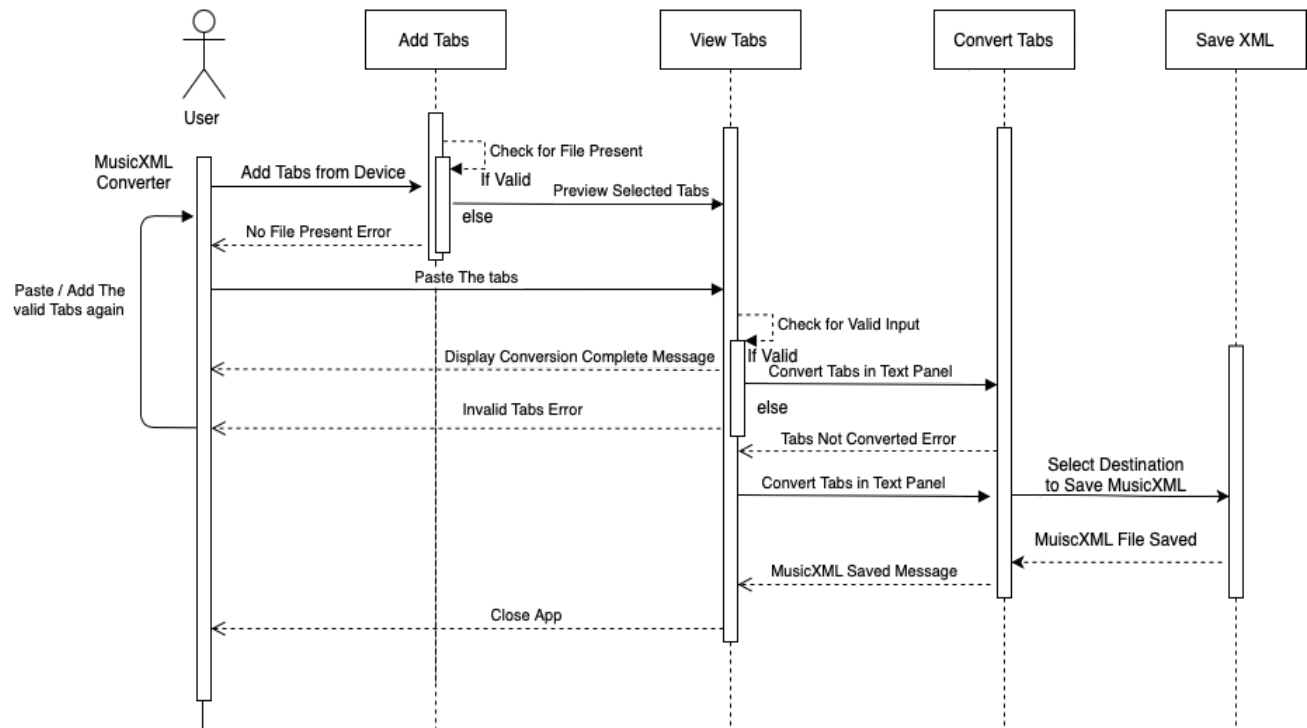 Add Tabs
View Tabs
Convert Tabs
Save XML
User
MusicXML
Converter
Check for File Present
Add Tabs from Device
If Valid
Preview Selected Tabs
else
No File Present Error
Paste The tabs
Paste / Add The
valid Tabs again
Check for Valid Input
Display Conversion Complete Message
If Valid
Convert Tabs in Text Panel
Invalid Tabs Error
else
Tabs Not Converted Error
Select Destination
to Save MusicXML
Convert Tabs in Text Panel
MuiscXML File Saved
MusicXML Saved Message
Close App